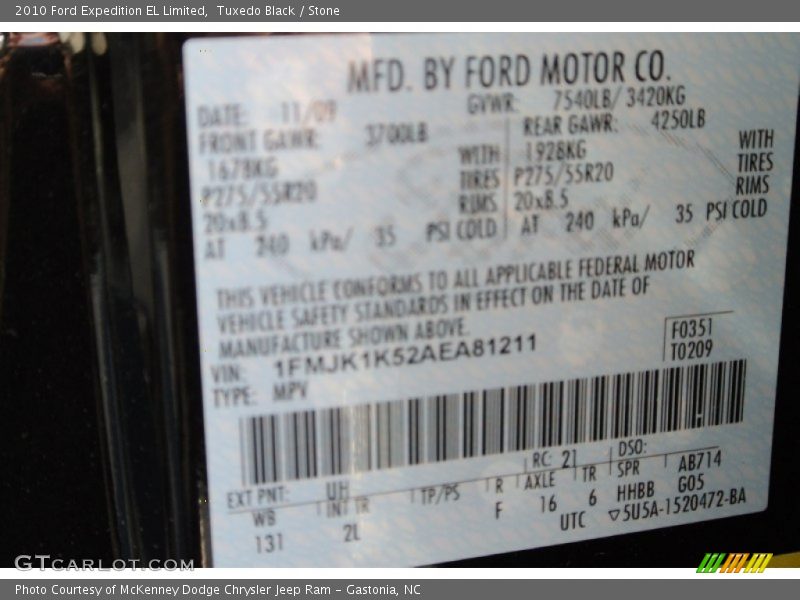 2010 Ford Expedition EL Limited,  Tuxedo Black / Stone
MFD. BY FORD MOTOR CO.
DATE: 11/09 GVWR: 7540LB/ 3420KG
FRONT GAWR: 3700LB REAR GAWR: 4250LB
1678KG WITH 1928KG WITH
P275/55R20 TIRES P275/55R20 TIRES
20x8.5 RIMS 20x8.5 RIMS
AT 240 kPa/ 35 PSI COLD AT 240 kPa/ 35 PSI COLD
THIS VEHICLE CONFORMS TO ALL APPLICABLE FEDERAL MOTOR
VEHICLE SAFETY STANDARDS IN EFFECT ON THE DATE OF
MANUFACTURE SHOWN ABOVE.
VIN: 1FMJK1K52AEA81211 F0351
TYPE: MPV T0209
EXT PNT: UH RC: 21 DSO:
WB INT TR TP/PS R AXLE TR SPR AB714
131 2L F 16 6 HHBB G05
UTC ▽5U5A-1520472-BA
GTCARLOT.COM
Photo Courtesy of McKenney Dodge Chrysler Jeep Ram – Gastonia, NC